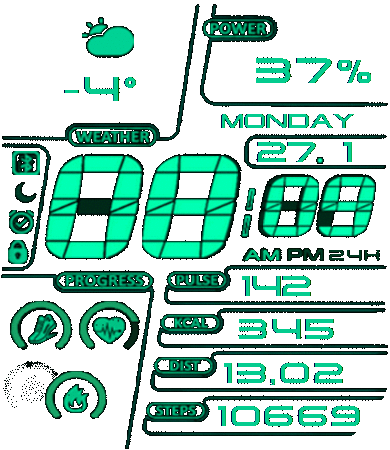 POWER
37%
-4°
MONDAY
WEATHER
27. 1
AM PM 24H
PROGRESS
PULSE
142
KCAL
345
DIST
13.02
STEPS
10669